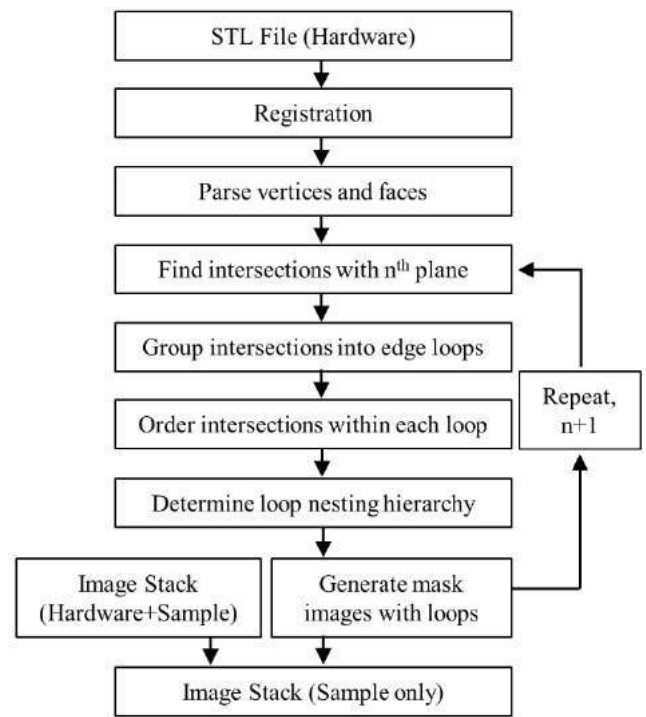 STL File (Hardware)
Registration
Parse vertices and faces
Find intersections with nᵗʰ plane
Group intersections into edge loops
Order intersections within each loop
Repeat,
n+1
Determine loop nesting hierarchy
Image Stack
(Hardware+Sample)
Generate mask
images with loops
Image Stack (Sample only)